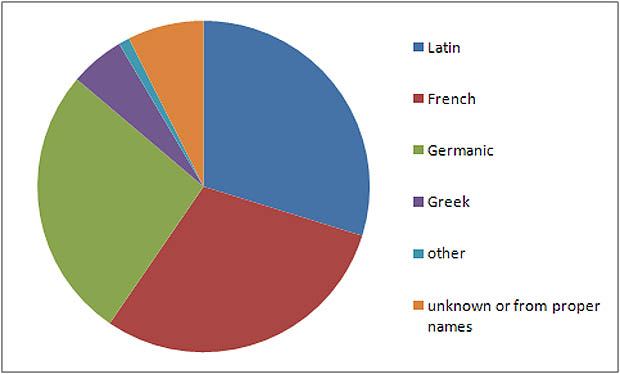 Latin
French
Germanic
Greek
other
unknown or from proper
names